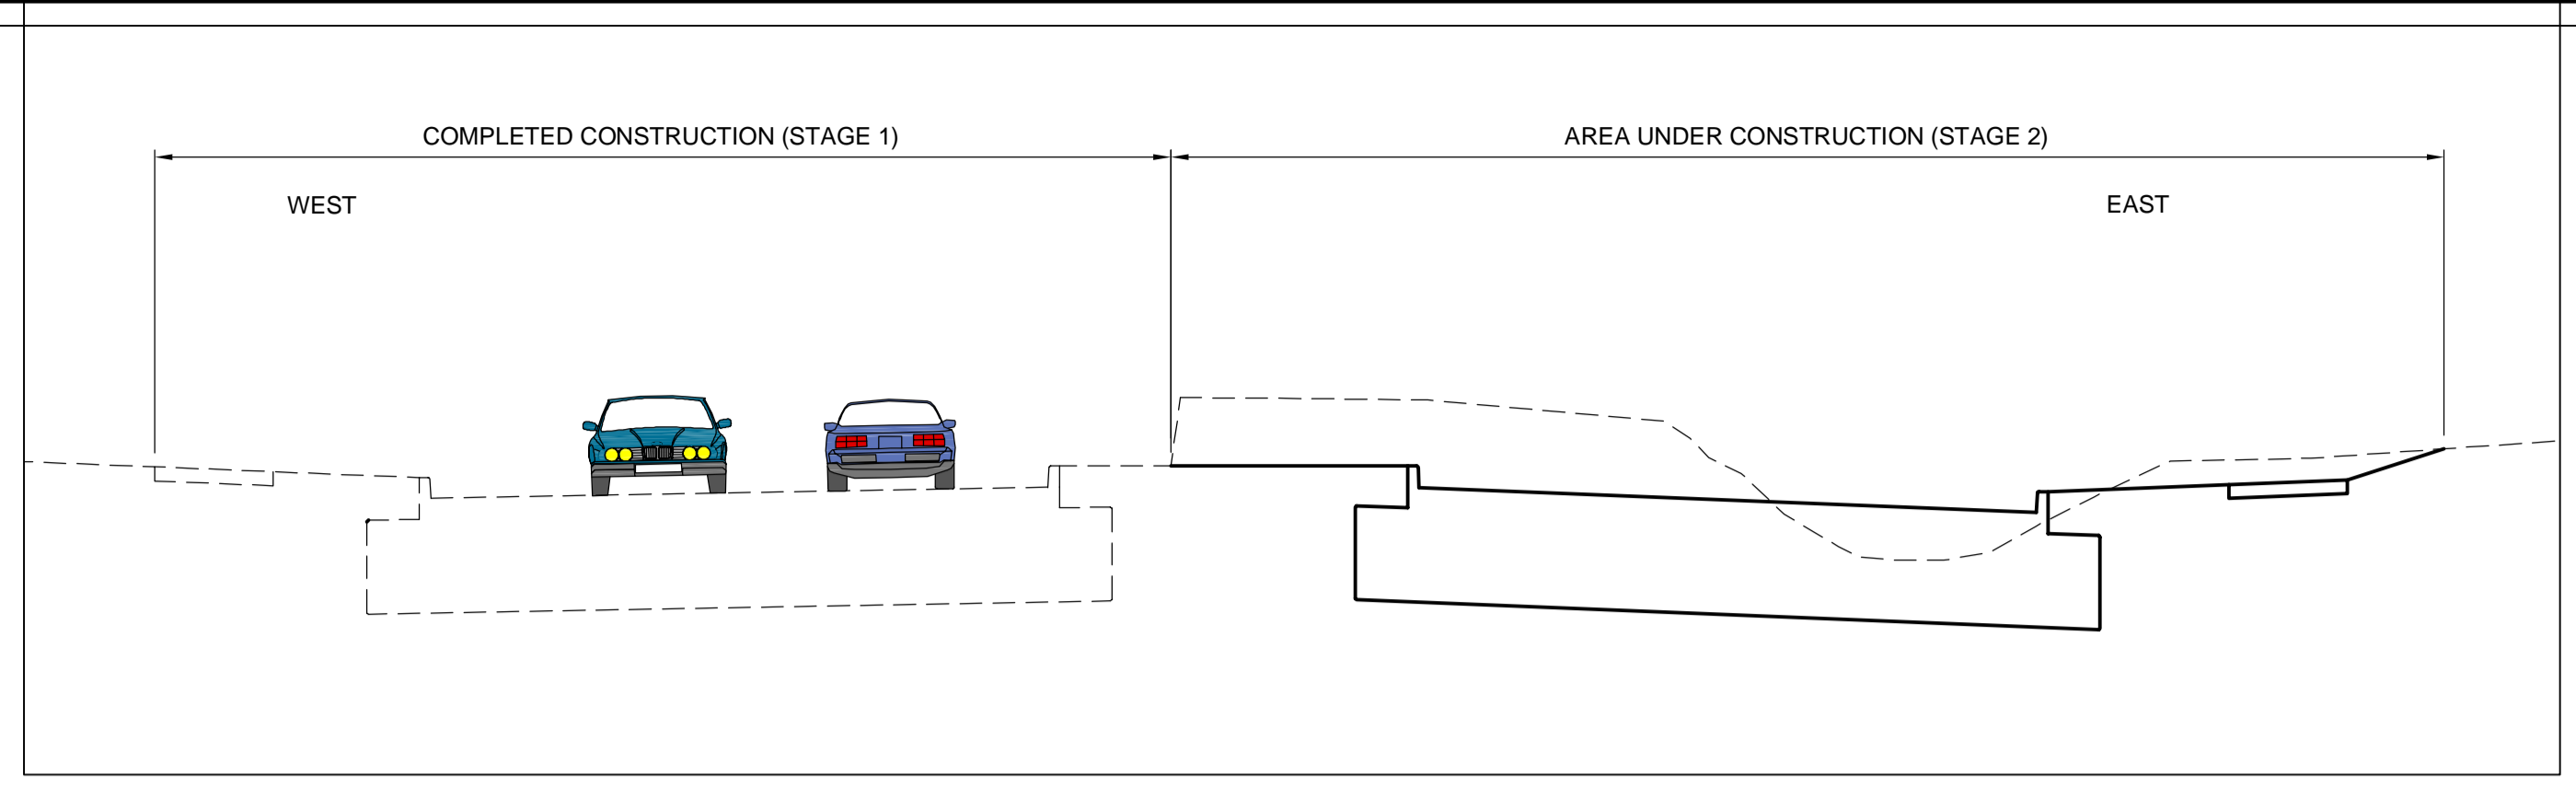 COMPLETED CONSTRUCTION (STAGE 1)
AREA UNDER CONSTRUCTION (STAGE 2)
WEST
EAST